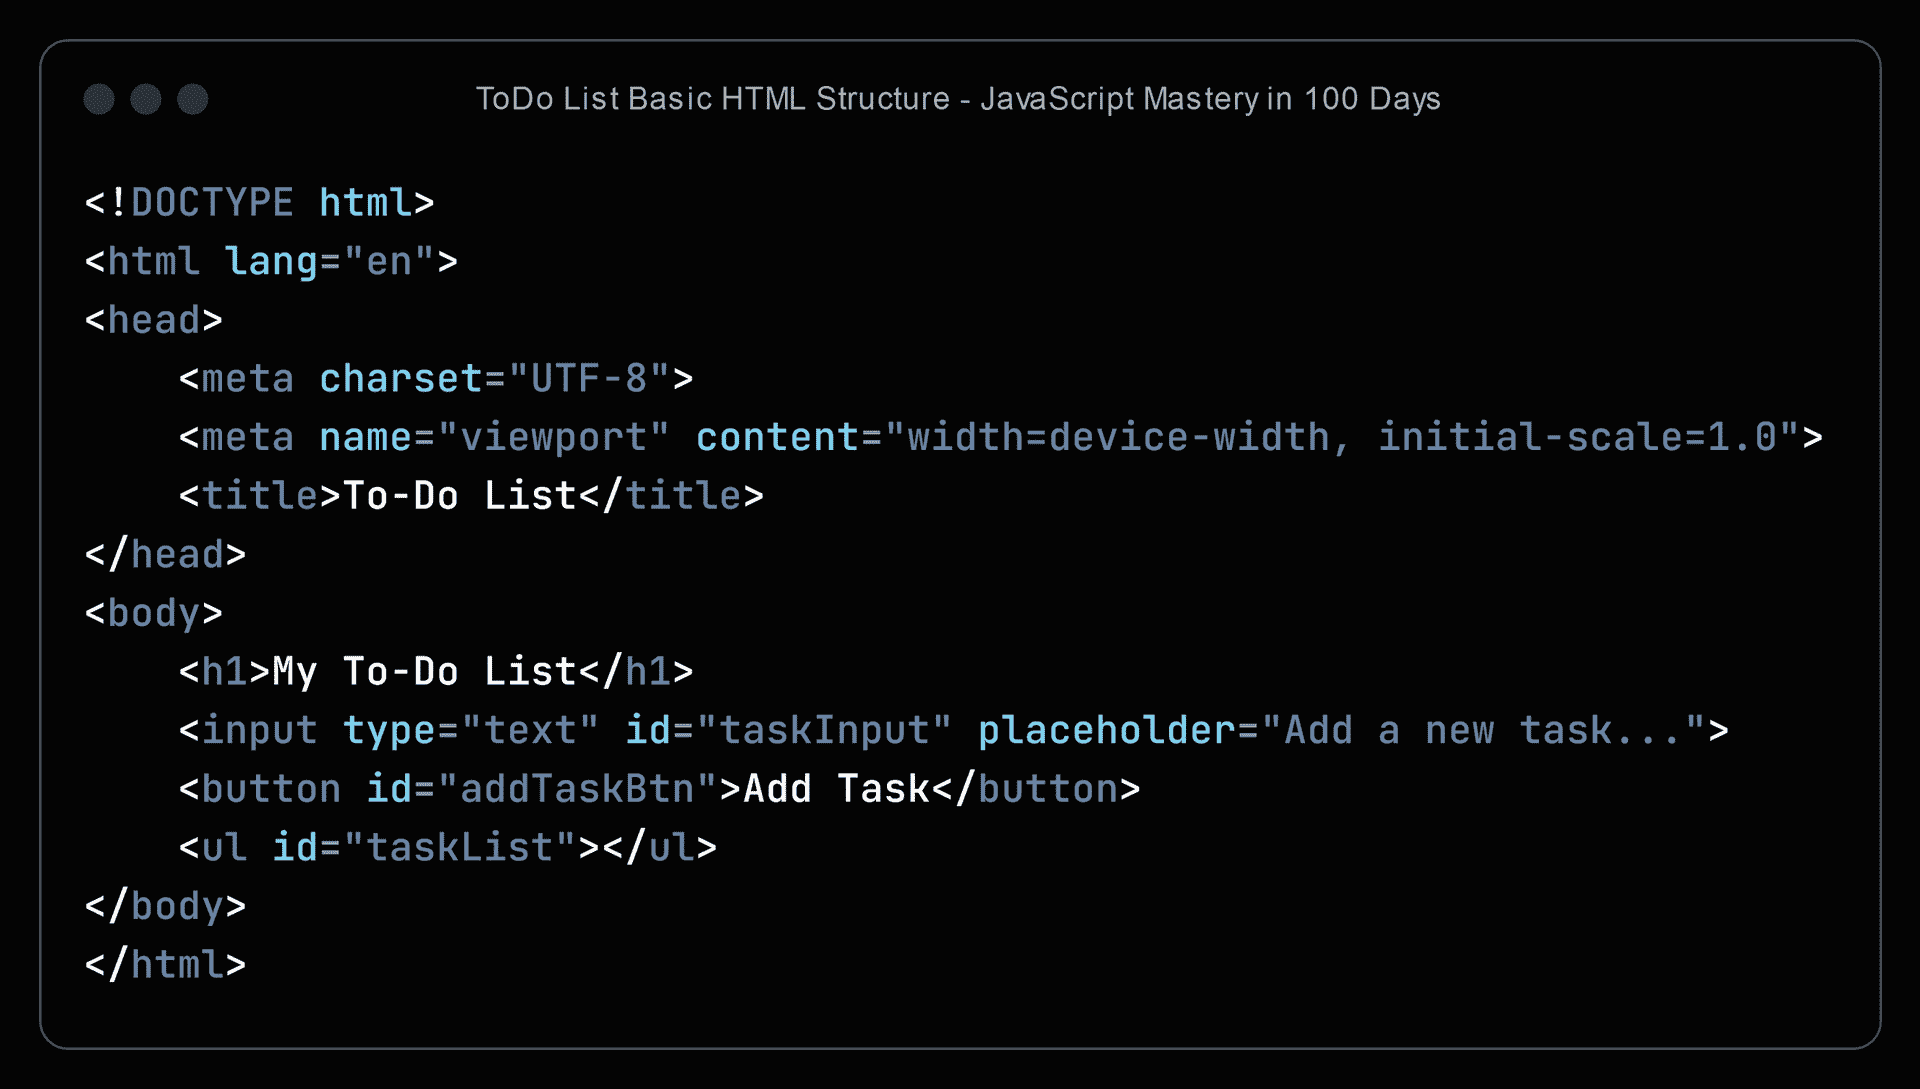 ToDo List Basic HTML Structure - JavaScript Mastery in 100 Days
<!DOCTYPE html>
<html lang="en">
<head>
    <meta charset="UTF-8">
    <meta name="viewport" content="width=device-width, initial-scale=1.0">
    <title>To-Do List</title>
</head>
<body>
    <h1>My To-Do List</h1>
    <input type="text" id="taskInput" placeholder="Add a new task...">
    <button id="addTaskBtn">Add Task</button>
    <ul id="taskList"></ul>
</body>
</html>